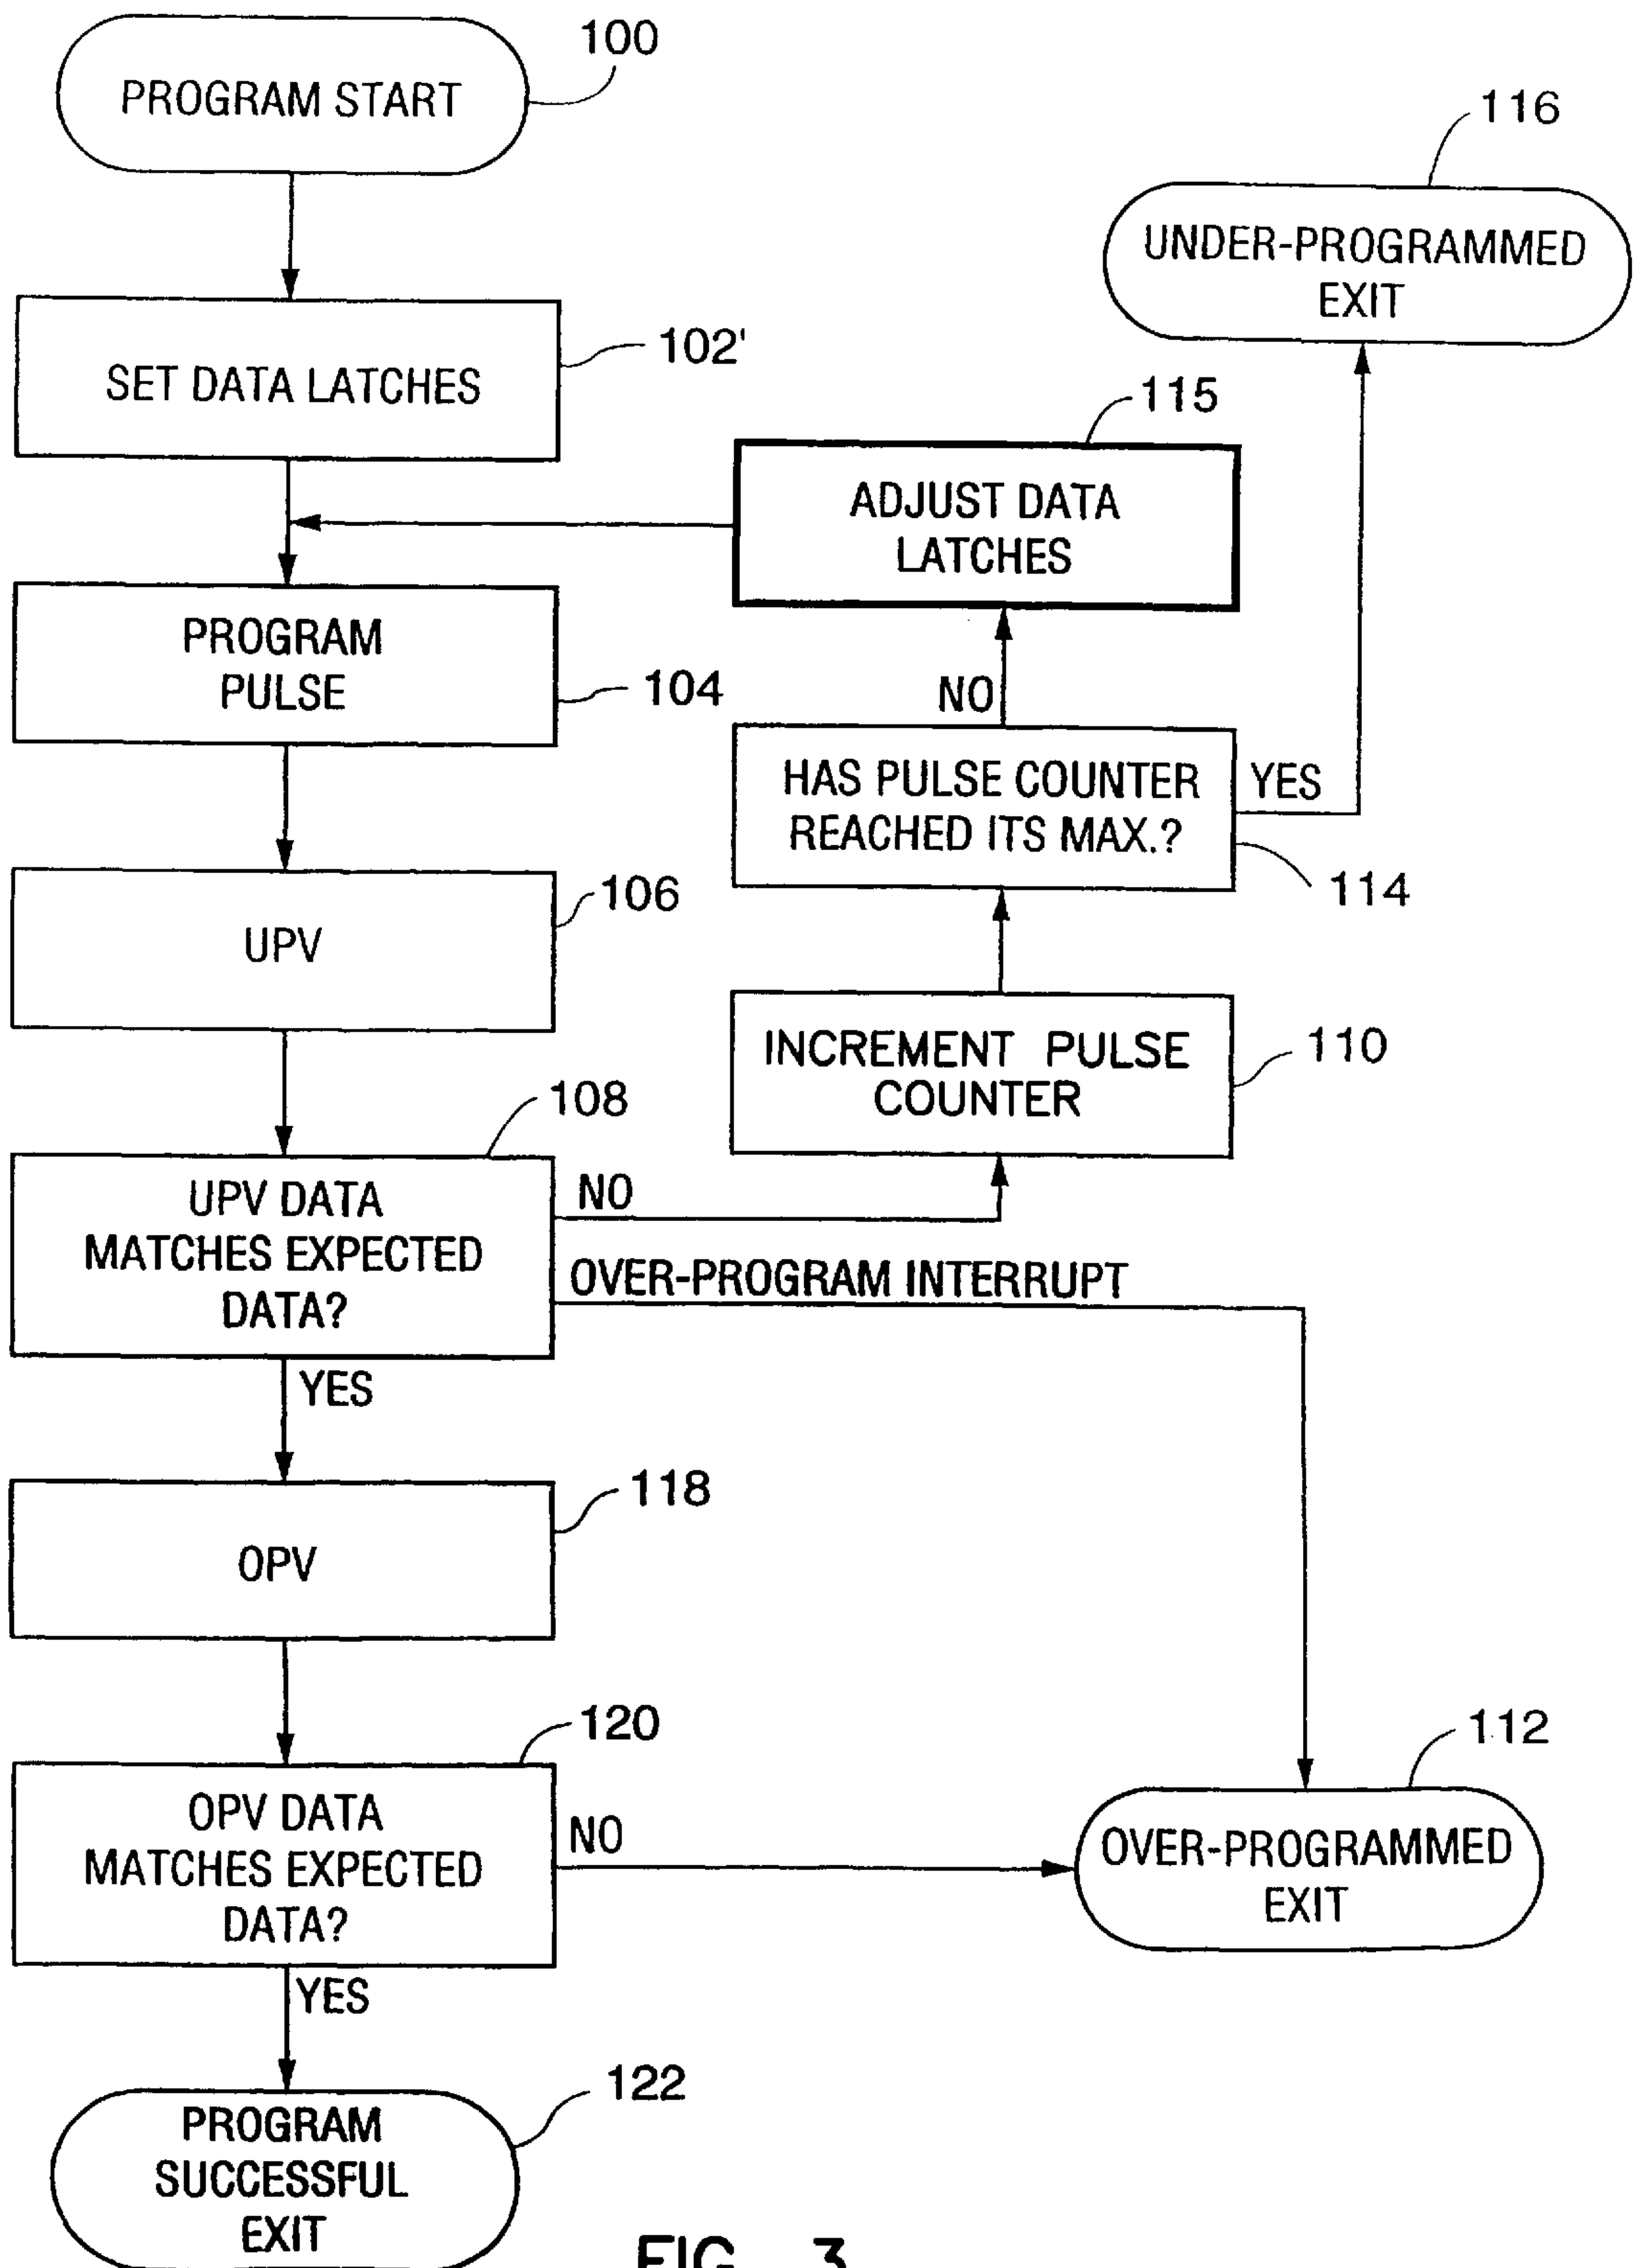 100
PROGRAM START
116
UNDER-PROGRAMMED
EXIT
102'
SET DATA LATCHES
115
ADJUST DATA
LATCHES
PROGRAM
PULSE
104
NO
HAS PULSE COUNTER
REACHED ITS MAX.?
YES
114
106
UPV
INCREMENT PULSE
COUNTER
110
108
UPV DATA
MATCHES EXPECTED
DATA?
NO
OVER-PROGRAM INTERRUPT
YES
118
OPV
120
OPV DATA
MATCHES EXPECTED
DATA?
NO
112
OVER-PROGRAMMED
EXIT
YES
122
PROGRAM
SUCCESSFUL
EXIT
FIG. 3